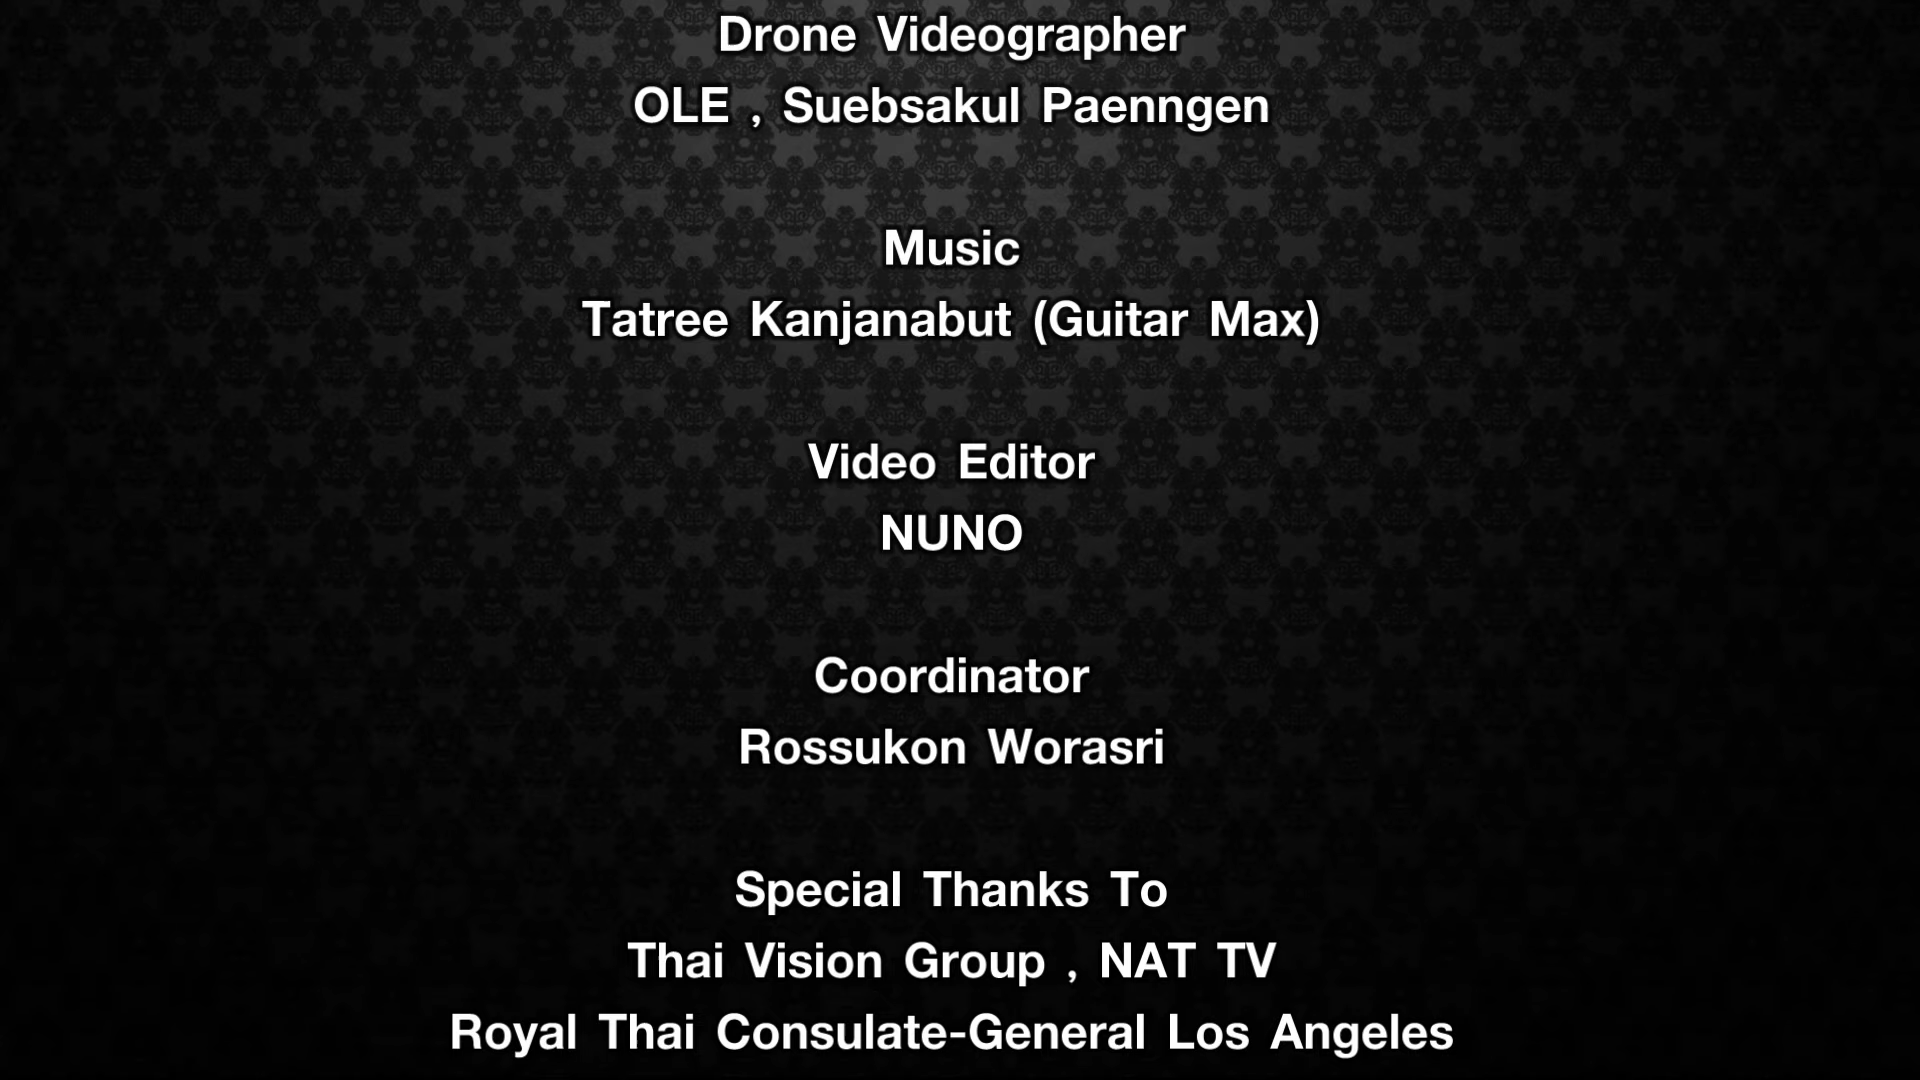 Drone Videographer
OLE , Suebsakul Paenngen
Music
Tatree Kanjanabut (Guitar Max)
Video Editor
NUNO
Coordinator
Rossukon Worasri
Special Thanks To
Thai Vision Group , NAT TV
Royal Thai Consulate-General Los Angeles